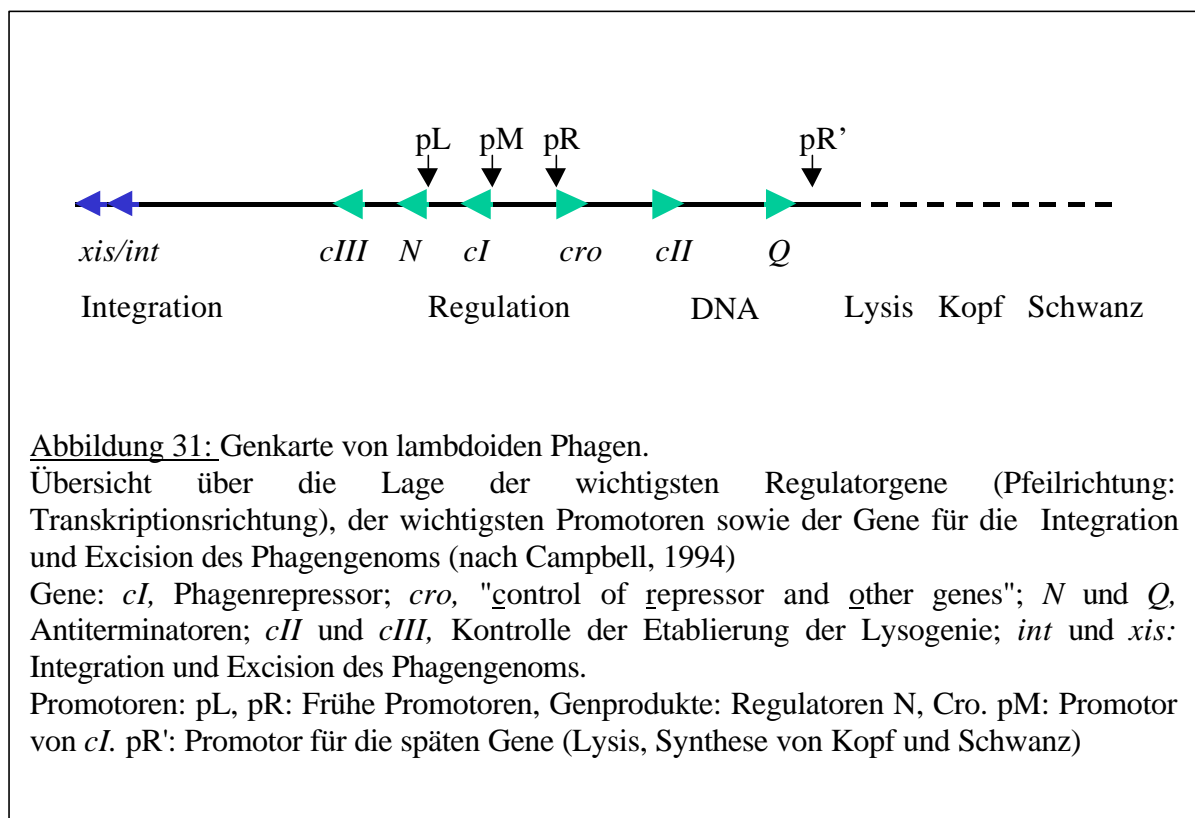 pL pM pR pR’
xis/int cIII N cI cro cII Q
Integration Regulation DNA Lysis Kopf Schwanz
Abbildung 31: Genkarte von lambdoiden Phagen.
Übersicht über die Lage der wichtigsten Regulatorgene (Pfeilrichtung:
Transkriptionsrichtung), der wichtigsten Promotoren sowie der Gene für die Integration
und Excision des Phagengenoms (nach Campbell, 1994)
Gene: cI, Phagenrepressor; cro, "control of repressor and other genes"; N und Q,
Antiterminatoren; cII und cIII, Kontrolle der Etablierung der Lysogenie; int und xis:
Integration und Excision des Phagengenoms.
Promotoren: pL, pR: Frühe Promotoren, Genprodukte: Regulatoren N, Cro. pM: Promotor
von cI. pR': Promotor für die späten Gene (Lysis, Synthese von Kopf und Schwanz)